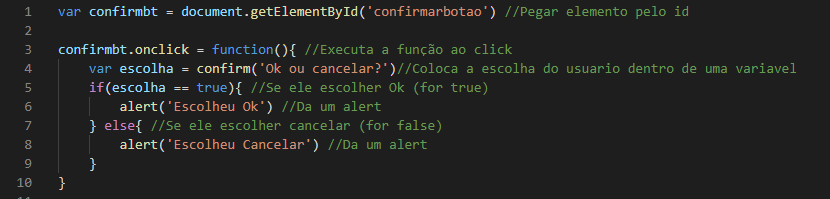 1 var confirmbt = document.getElementById('confirmarbotao') //Pegar elemento pelo id
2
3 confirmbt.onclick = function(){ //Executa a função ao click
4 var escolha = confirm('Ok ou cancelar?')//Coloca a escolha do usuario dentro de uma variavel
5 if(escolha == true){ //Se ele escolher Ok (for true)
6 alert('Escolheu Ok') //Da um alert
7 } else{ //Se ele escolher cancelar (for false)
8 alert('Escolheu Cancelar') //Da um alert
9 }
10 }